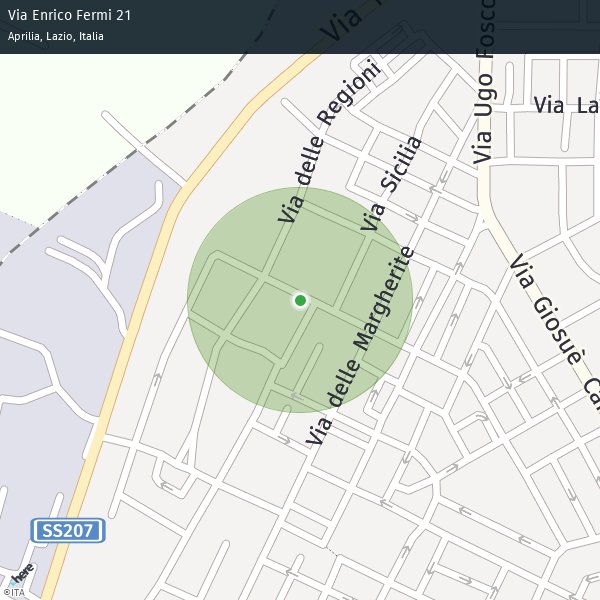 Via Enrico Fermi 21
Aprilia, Lazio, Italia
Via
Via Ugo Fosco
Via La
Via delle Regioni
Via Sicilia
Via delle Margherite
Via Giosuè Ca
SS207
here
©ITA